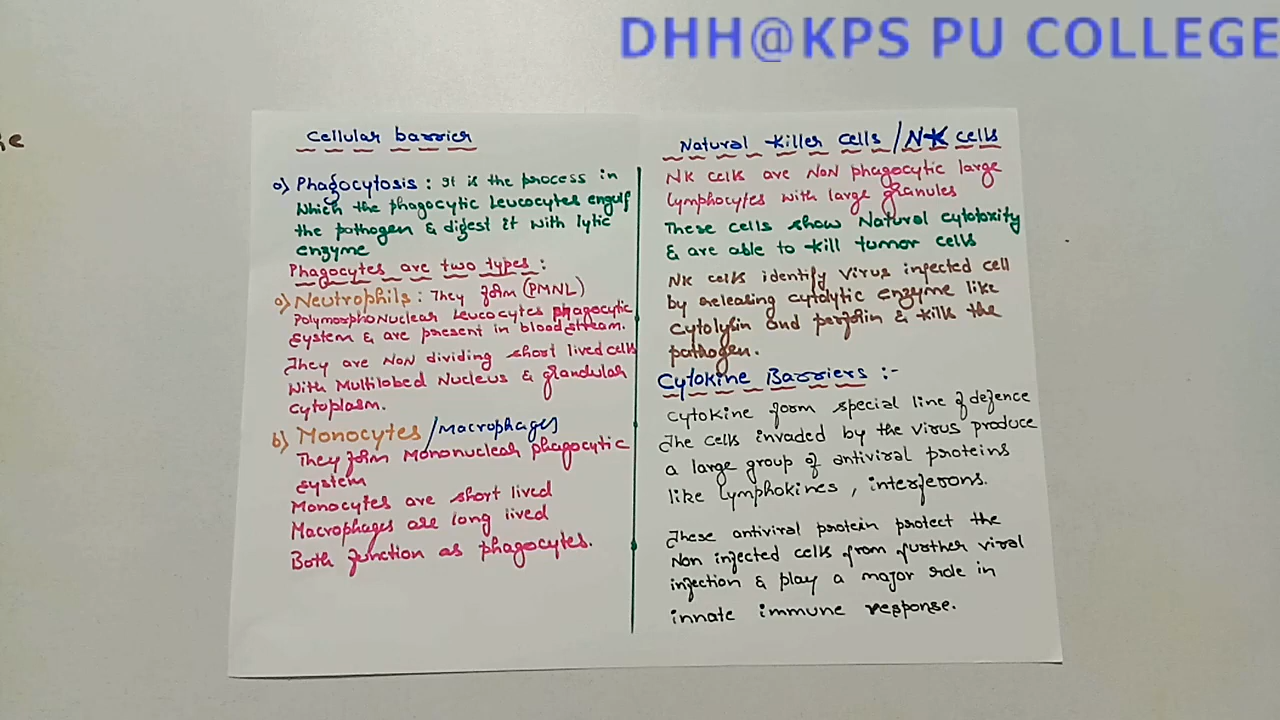 DHH@KPS PU COLLEGE
Cellular barrier
a) Phagocytosis : It is the process in
which the phagocytic Leucocytes engulf
the pathogen & digest it with lytic
enzyme
Phagocytes are two types :
a) Neutrophils : They form (PMNL)
Polymorphonuclear Leucocytes phagocytic
system & are present in blood stream.
They are NON dividing short lived cells
with Multilobed Nucleus & grandular
cytoplasm.
b) Monocytes /Macrophages
They form Mononuclear phagocytic
system
Monocytes are short lived
Macrophages are long lived
Both function as phagocytes.
Natural Killer cells /NK cells
NK cells are NON phagocytic large
lymphocytes with large granules
These cells show Natural cytotoxity
& are able to kill tumor cells
NK cells identify virus infected cell
by releasing cytolytic enzyme like
cytolysin and perforin & kills the
pathogen.
Cytokine Barriers :-
cytokine form special line of defence
The cells invaded by the virus produce
a large group of antiviral proteins
like lymphokines , interferons.
These antiviral protein protect the
Non infected cells from further viral
infection & play a major role in
innate immune response.